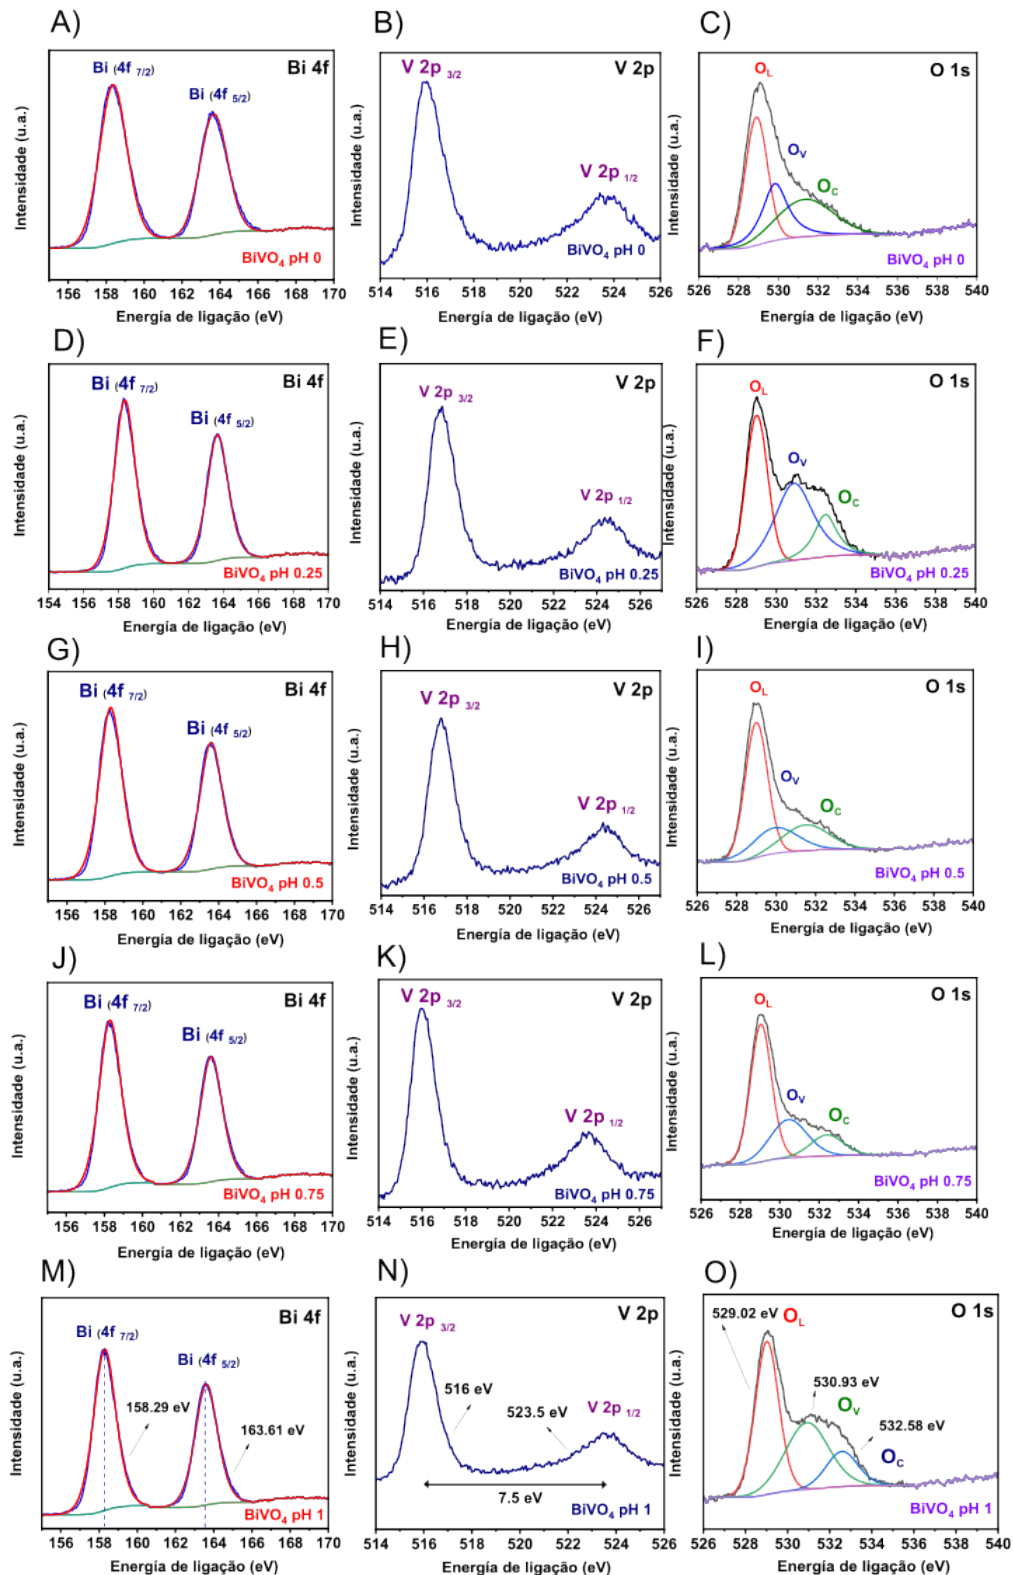 A)
Bi 4f
Bi (4f 7/2)
Bi (4f 5/2)
Intensidade (u.a.)
BiVO4 pH 0
156 158 160 162 164 166 168 170
Energía de ligação (eV)
B)
V 2p
V 2p 3/2
V 2p 1/2
Intensidade (u.a.)
BiVO4 pH 0
514 516 518 520 522 524 526
Energía de ligação (eV)
C)
O 1s
OL
OV
OC
Intensidade (u.a.)
BiVO4 pH 0
526 528 530 532 534 536 538 540
Energía de ligação (eV)
D)
Bi 4f
Bi (4f 7/2)
Bi (4f 5/2)
Intensidade (u.a.)
BiVO4 pH 0.25
154 156 158 160 162 164 166 168 170
Energía de ligação (eV)
E)
V 2p
V 2p 3/2
V 2p 1/2
Intensidade (u.a.)
BiVO4 pH 0.25
514 516 518 520 522 524 526
Energía de ligação (eV)
F)
O 1s
OL
OV
OC
Intensidade (u.a.)
BiVO4 pH 0.25
526 528 530 532 534 536 538 540
Energía de ligação (eV)
G)
Bi 4f
Bi (4f 7/2)
Bi (4f 5/2)
Intensidade (u.a.)
BiVO4 pH 0.5
156 158 160 162 164 166 168 170
Energía de ligação (eV)
H)
V 2p
V 2p 3/2
V 2p 1/2
Intensidade (u.a.)
BiVO4 pH 0.5
514 516 518 520 522 524 526
Energía de ligação (eV)
I)
O 1s
OL
OV
OC
Intensidade (u.a.)
BiVO4 pH 0.5
526 528 530 532 534 536 538 540
Energía de ligação (eV)
J)
Bi 4f
Bi (4f 7/2)
Bi (4f 5/2)
Intensidade (u.a.)
BiVO4 pH 0.75
156 158 160 162 164 166 168 170
Energía de ligação (eV)
K)
V 2p
V 2p 3/2
V 2p 1/2
Intensidade (u.a.)
BiVO4 pH 0.75
514 516 518 520 522 524 526
Energía de ligação (eV)
L)
O 1s
OL
OV
OC
Intensidade (u.a.)
BiVO4 pH 0.75
526 528 530 532 534 536 538 540
Energía de ligação (eV)
M)
Bi 4f
Bi (4f 7/2)
Bi (4f 5/2)
158.29 eV
163.61 eV
Intensidade (u.a.)
BiVO4 pH 1
156 158 160 162 164 166 168 170
Energía de ligação (eV)
N)
V 2p
V 2p 3/2
516 eV
523.5 eV
V 2p 1/2
7.5 eV
Intensidade (u.a.)
BiVO4 pH 1
514 516 518 520 522 524 526
Energía de ligação (eV)
O)
O 1s
529.02 eV
OL
530.93 eV
OV
532.58 eV
OC
Intensidade (u.a.)
BiVO4 pH 1
526 528 530 532 534 536 538 540
Energía de ligação (eV)